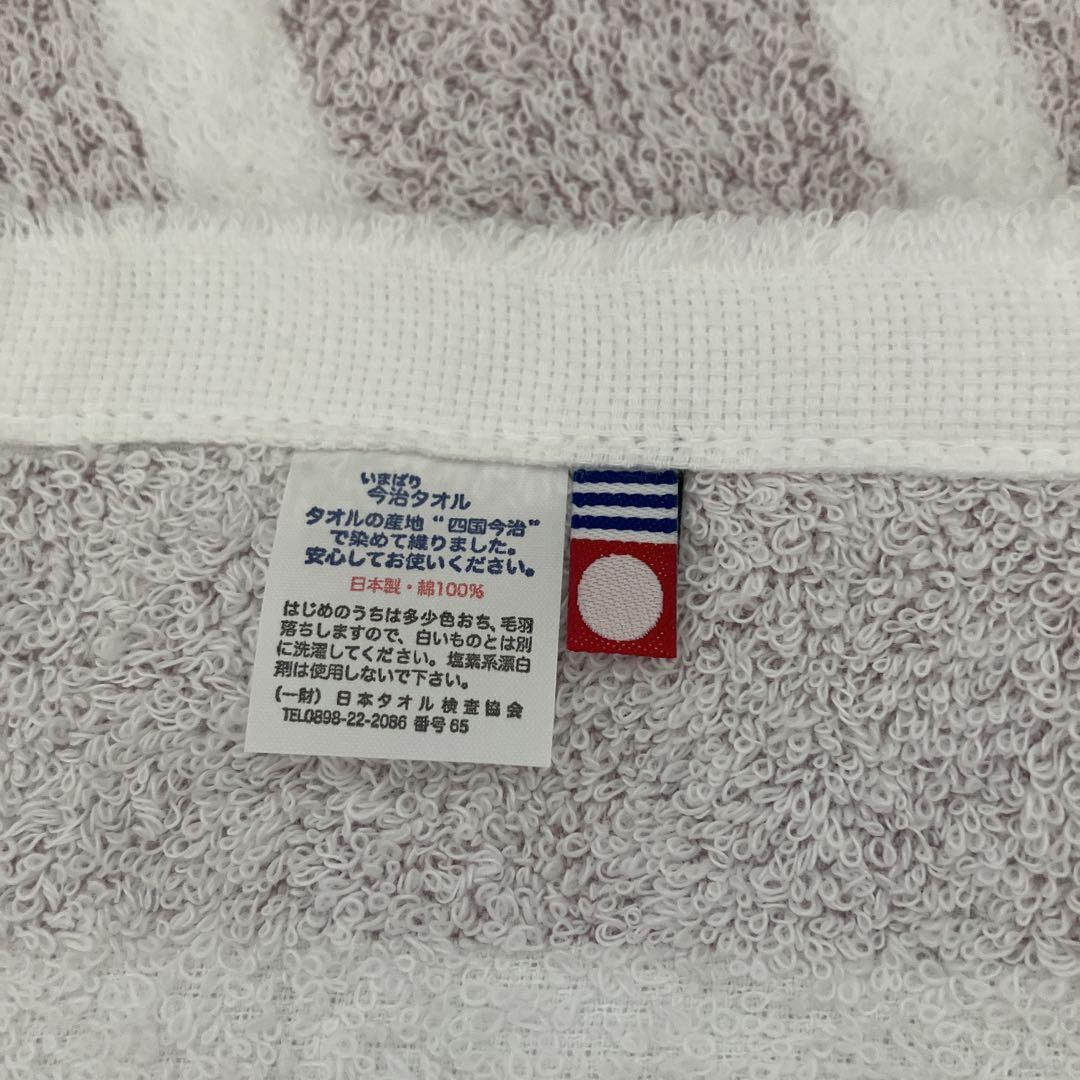 いまばり
今治タオル
タオルの産地“四国今治”
で染めて織りました。
安心してお使いください。
日本製・綿100%
はじめのうちは多少色おち、毛羽
落ちしますので、白いものとは別
に洗濯してください。塩素系漂白
剤は使用しないで下さい。
(一財) 日本タオル検査協会
TEL0898-22-2086 番号65